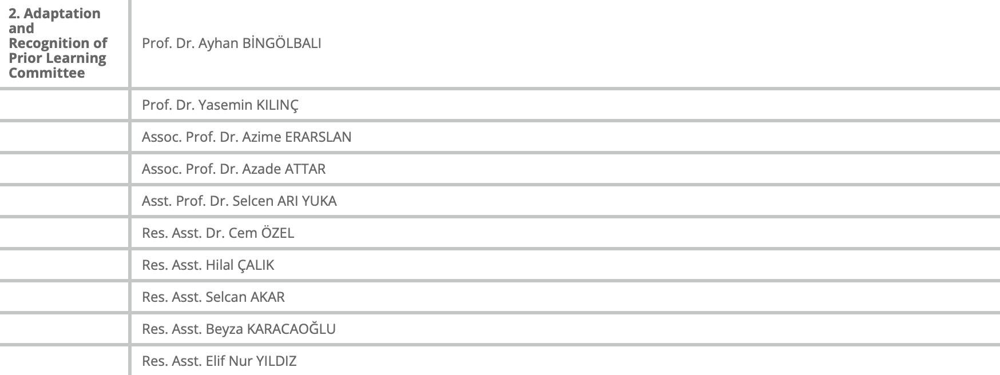 2. Adaptation
and
Recognition of
Prior Learning
Committee
Prof. Dr. Ayhan BİNGÖLBALI
Prof. Dr. Yasemin KILINÇ
Assoc. Prof. Dr. Azime ERARSLAN
Assoc. Prof. Dr. Azade ATTAR
Asst. Prof. Dr. Selcen ARI YUKA
Res. Asst. Dr. Cem ÖZEL
Res. Asst. Hilal ÇALIK
Res. Asst. Selcan AKAR
Res. Asst. Beyza KARACAOĞLU
Res. Asst. Elif Nur YILDIZ